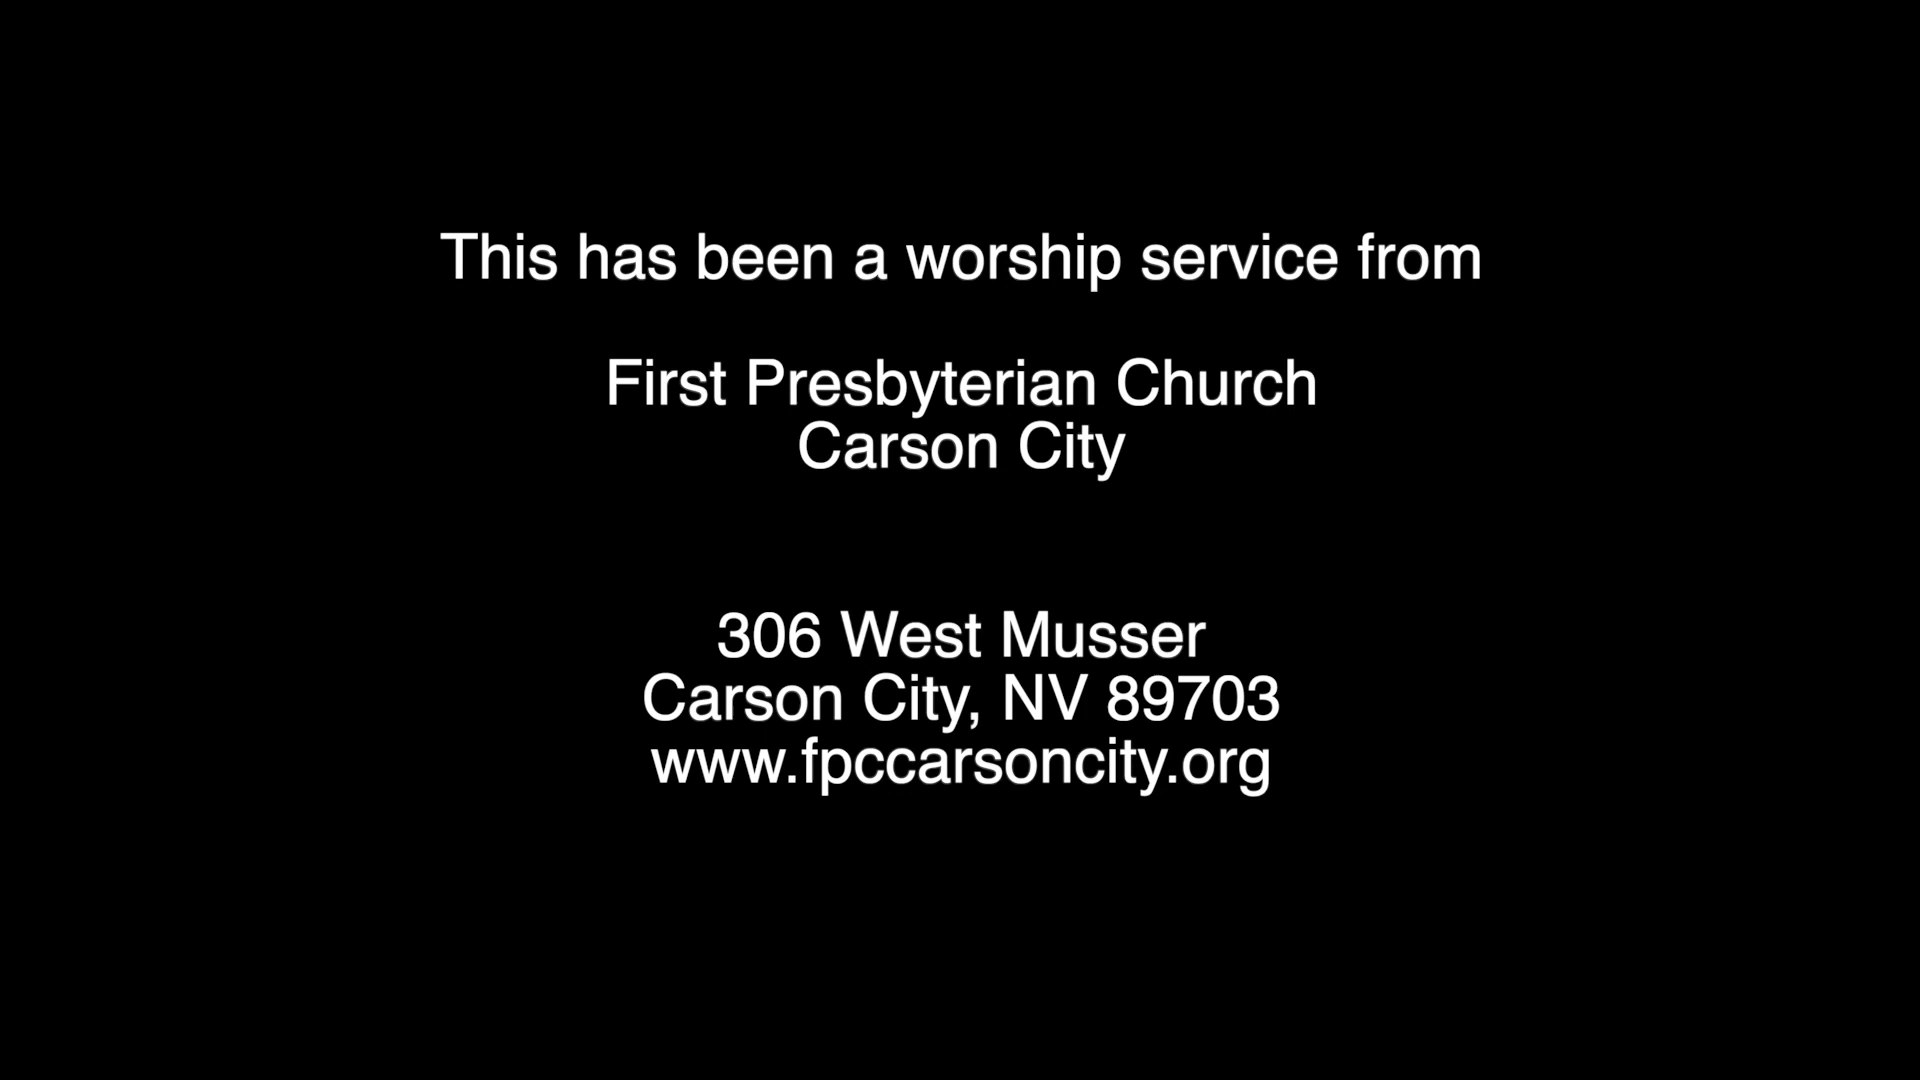 This has been a worship service from
First Presbyterian Church
Carson City
306 West Musser
Carson City, NV 89703
www.fpccarsoncity.org